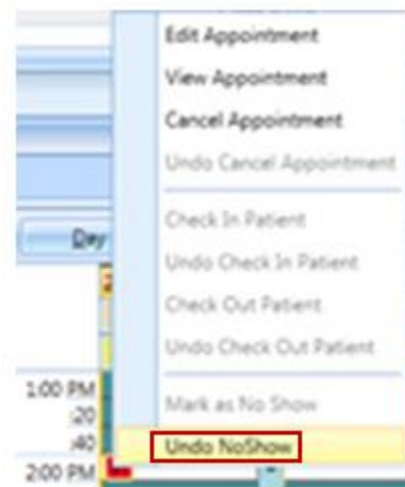 Edit Appointment
View Appointment
Cancel Appointment
Undo Cancel Appointment
Check In Patient
Undo Check In Patient
Check Out Patient
Undo Check Out Patient
Mark as No Show
Undo NoShow
Day
1:00 PM
:20
:40
2:00 PM